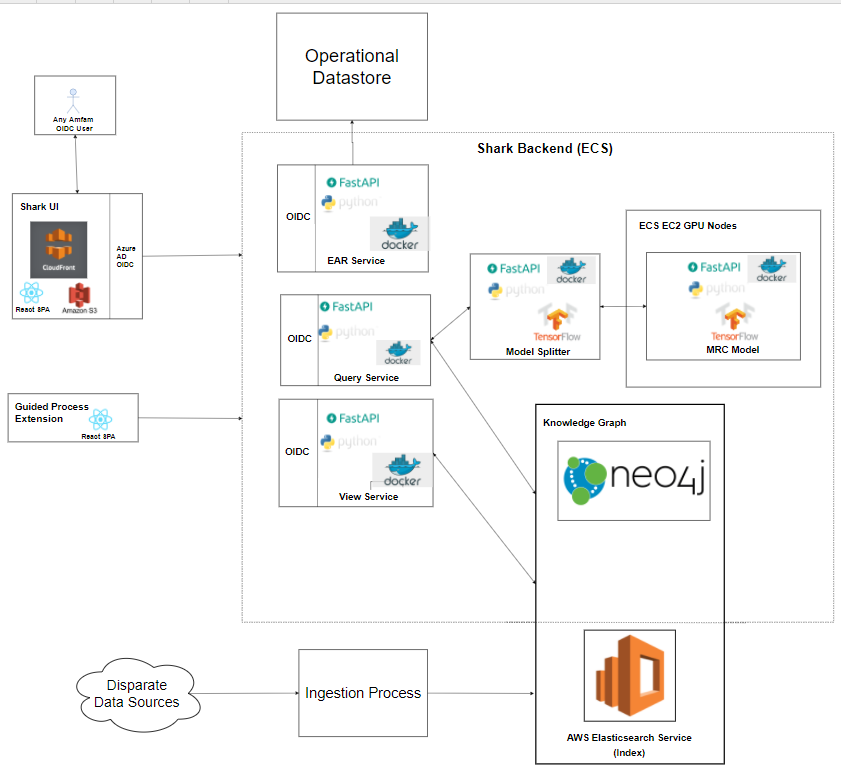 Operational
Datastore
Any Amfam
OIDC User
Shark Backend (ECS)
Shark UI
CloudFront
React SPA
Amazon S3
Azure
AD
OIDC
OIDC
FastAPI
python
docker
EAR Service
ECS EC2 GPU Nodes
FastAPI
docker
python
TensorFlow
Model Splitter
FastAPI
docker
python
TensorFlow
MRC Model
OIDC
FastAPI
python
docker
Query Service
Guided Process
Extension
React SPA
OIDC
FastAPI
python
docker
View Service
Knowledge Graph
neo4j
Disparate
Data Sources
Ingestion Process
AWS Elasticsearch Service
(Index)